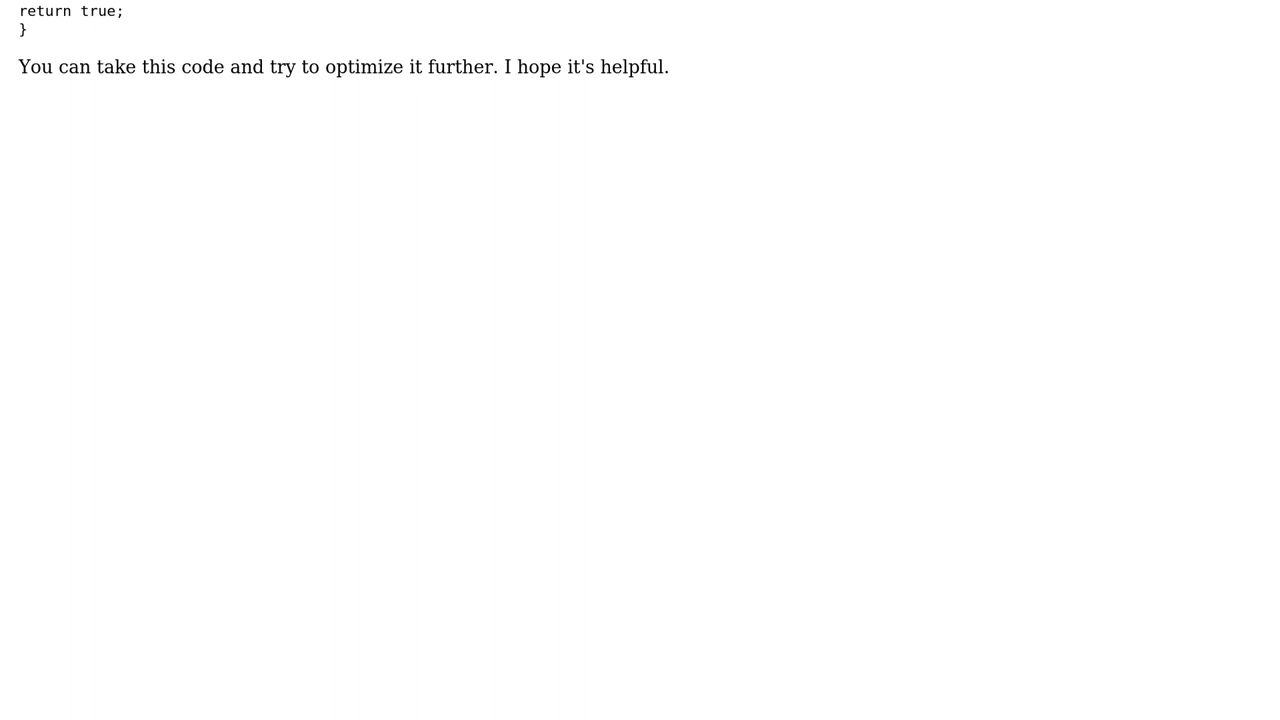 return true;
}
You can take this code and try to optimize it further. I hope it's helpful.